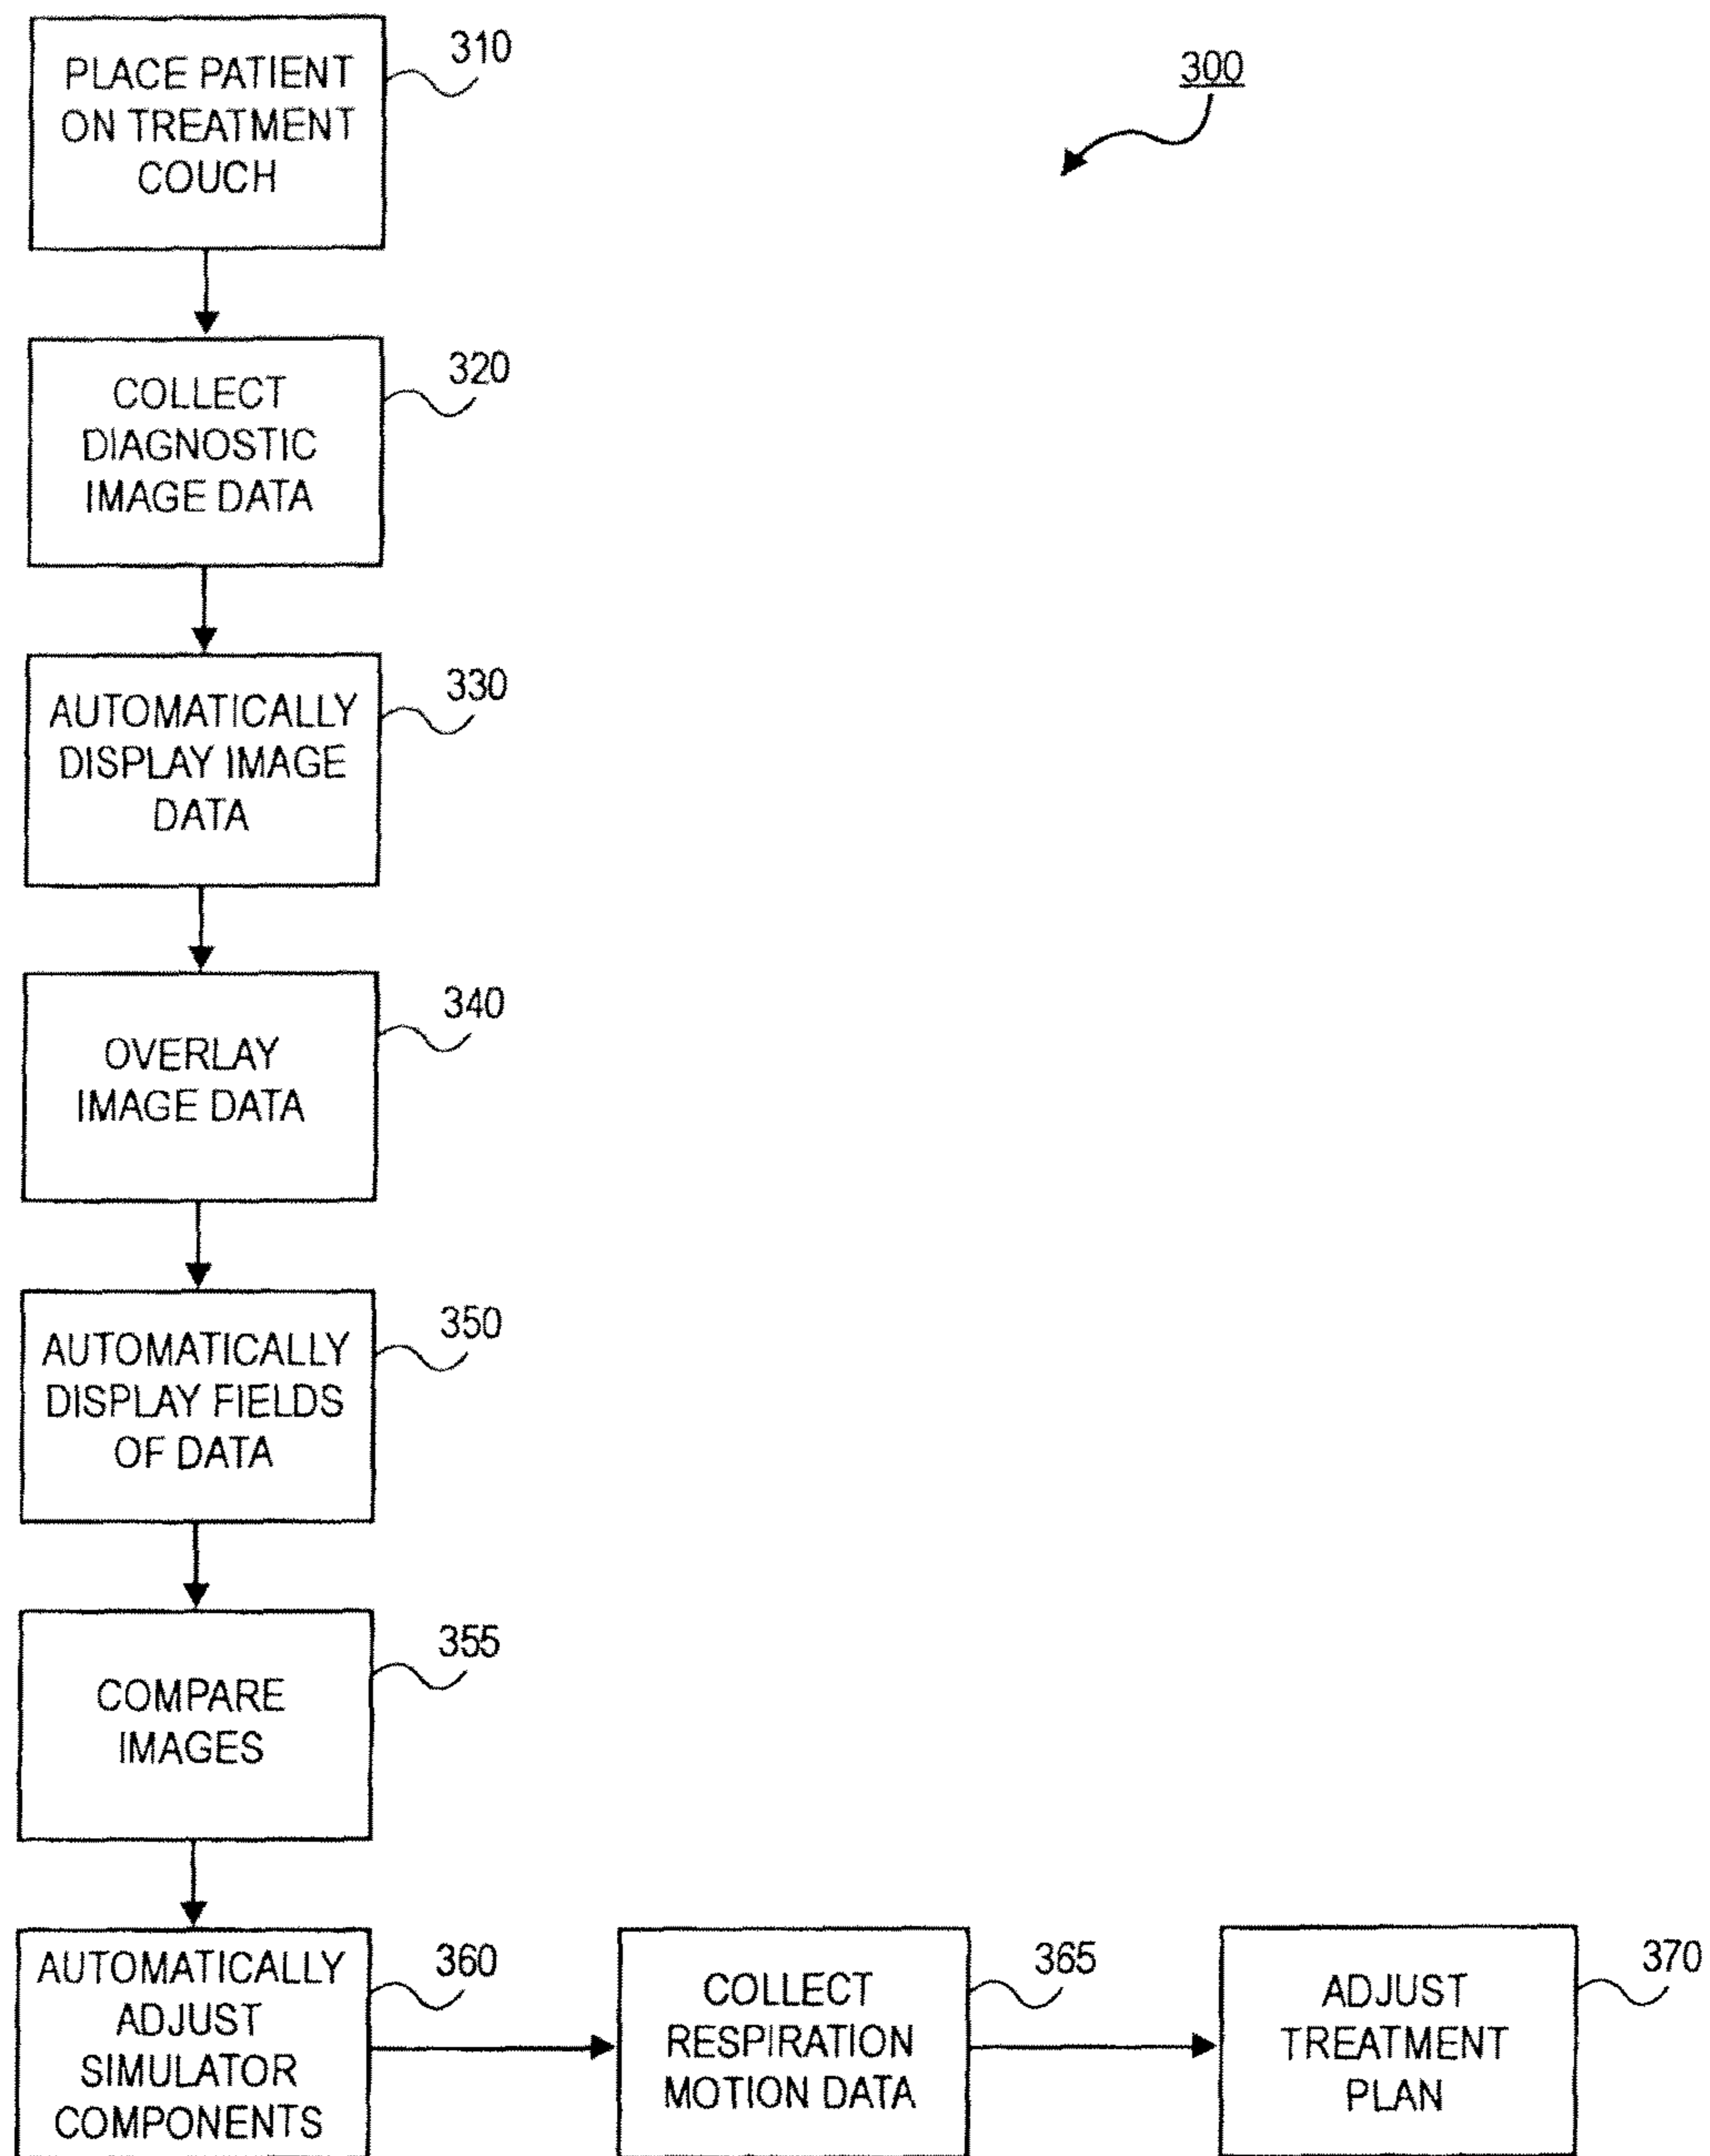 310
PLACE PATIENT
ON TREATMENT
COUCH
300
320
COLLECT
DIAGNOSTIC
IMAGE DATA
330
AUTOMATICALLY
DISPLAY IMAGE
DATA
340
OVERLAY
IMAGE DATA
350
AUTOMATICALLY
DISPLAY FIELDS
OF DATA
355
COMPARE
IMAGES
360
AUTOMATICALLY
ADJUST
SIMULATOR
COMPONENTS
365
COLLECT
RESPIRATION
MOTION DATA
370
ADJUST
TREATMENT
PLAN